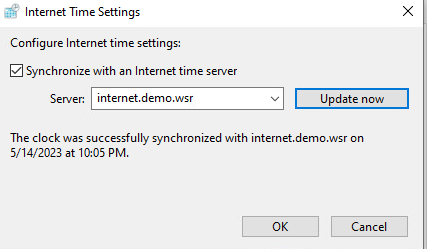 Internet Time Settings
Configure Internet time settings:
Synchronize with an Internet time server
Server: internet.demo.wsr Update now
The clock was successfully synchronized with internet.demo.wsr on
5/14/2023 at 10:05 PM.
OK Cancel